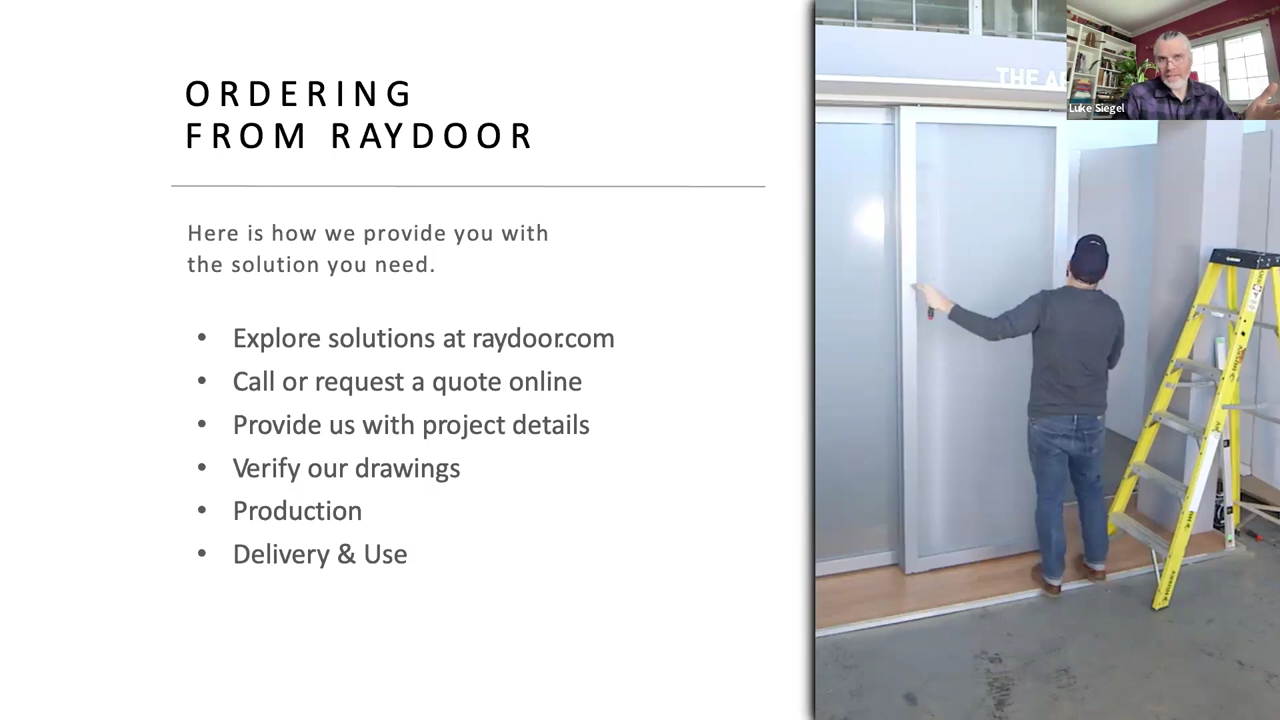 ORDERING
FROM RAYDOOR
Here is how we provide you with
the solution you need.
• Explore solutions at raydoor.com
• Call or request a quote online
• Provide us with project details
• Verify our drawings
• Production
• Delivery & Use
THE
Luke Siegel